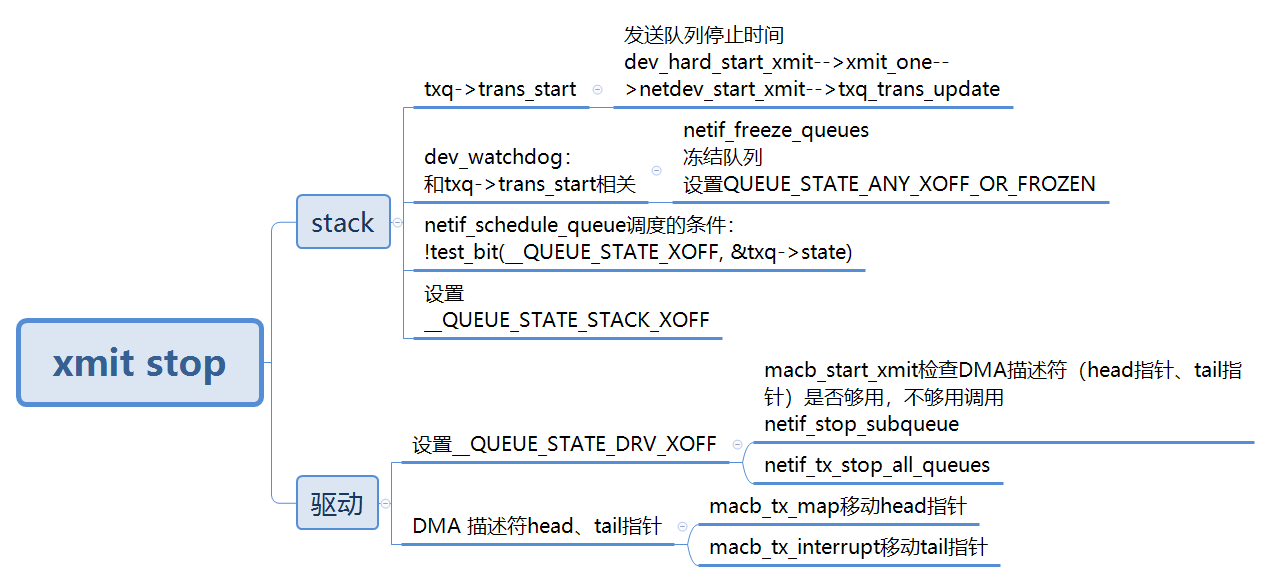 xmit stop
stack
txq->trans_start
发送队列停止时间
dev_hard_start_xmit-->xmit_one--
>netdev_start_xmit-->txq_trans_update
dev_watchdog：
和txq->trans_start相关
netif_freeze_queues
冻结队列
设置QUEUE_STATE_ANY_XOFF_OR_FROZEN
netif_schedule_queue调度的条件：
!test_bit(__QUEUE_STATE_XOFF, &txq->state)
设置
__QUEUE_STATE_STACK_XOFF
驱动
设置__QUEUE_STATE_DRV_XOFF
macb_start_xmit检查DMA描述符（head指针、tail指
针）是否够用，不够用调用
netif_stop_subqueue
netif_tx_stop_all_queues
DMA 描述符head、tail指针
macb_tx_map移动head指针
macb_tx_interrupt移动tail指针